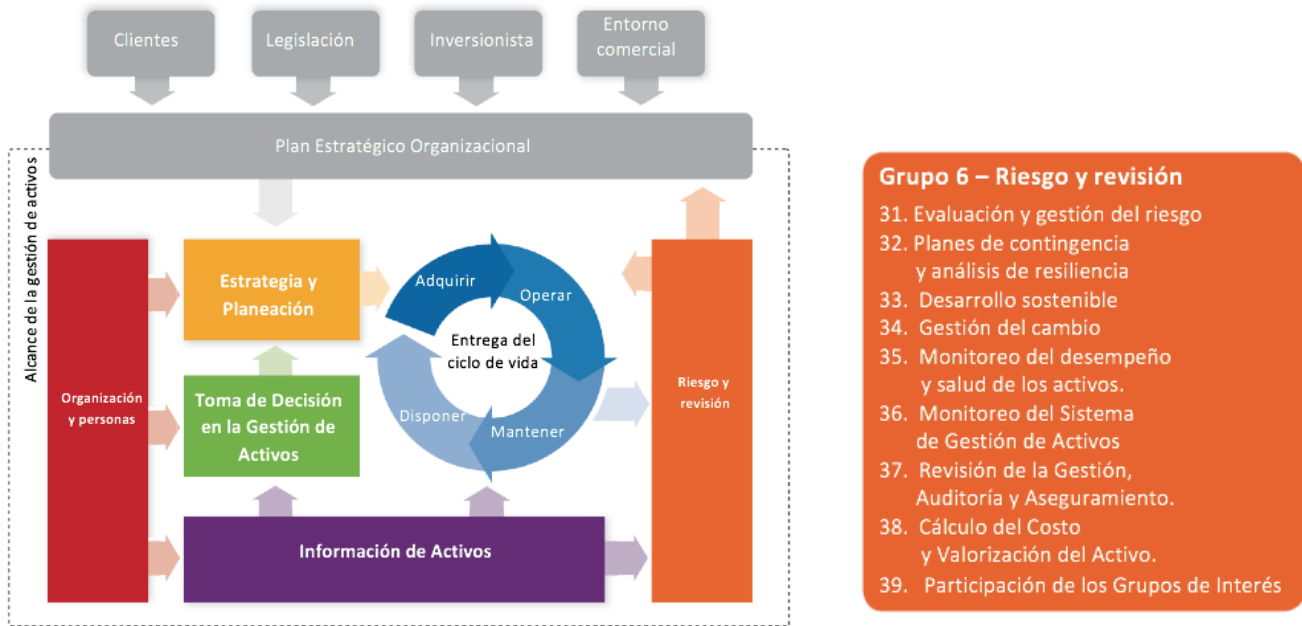 Clientes
Legislación
Inversionista
Entorno
comercial
Plan Estratégico Organizacional
Alcance de la gestión de activos
Organización
y personas
Estrategia y
Planeación
Toma de Decisión
en la Gestión de
Activos
Adquirir
Operar
Entrega del
ciclo de vida
Disponer
Mantener
Riesgo y
revisión
Información de Activos
Grupo 6 – Riesgo y revisión
31. Evaluación y gestión del riesgo
32. Planes de contingencia
y análisis de resiliencia
33. Desarrollo sostenible
34. Gestión del cambio
35. Monitoreo del desempeño
y salud de los activos.
36. Monitoreo del Sistema
de Gestión de Activos
37. Revisión de la Gestión,
Auditoría y Aseguramiento.
38. Cálculo del Costo
y Valorización del Activo.
39. Participación de los Grupos de Interés